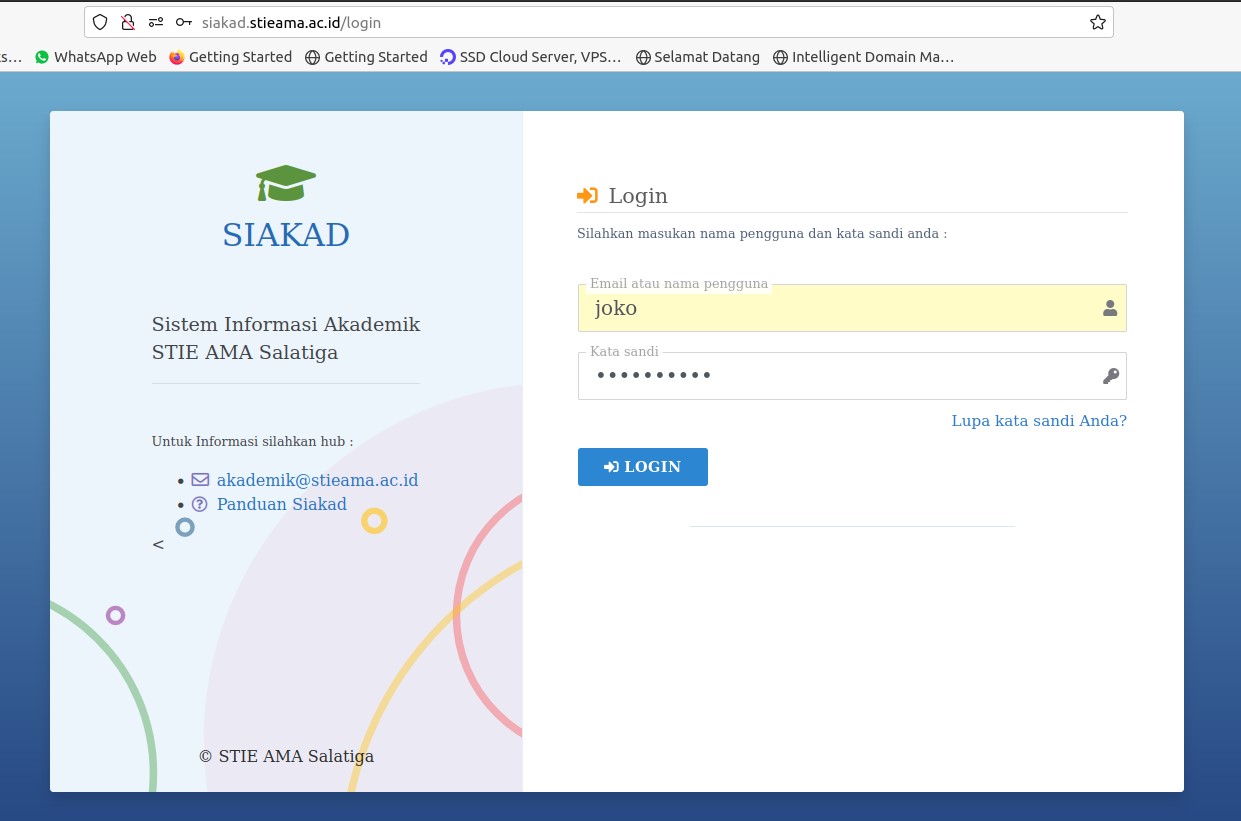 siakad.stieama.ac.id/login
s… WhatsApp Web Getting Started Getting Started SSD Cloud Server, VPS… Selamat Datang Intelligent Domain Ma…
SIAKAD
Sistem Informasi Akademik
STIE AMA Salatiga
Untuk Informasi silahkan hub :
akademik@stieama.ac.id
Panduan Siakad
<
© STIE AMA Salatiga
Login
Silahkan masukan nama pengguna dan kata sandi anda :
Email atau nama pengguna
joko
Kata sandi
••••••••••
Lupa kata sandi Anda?
LOGIN